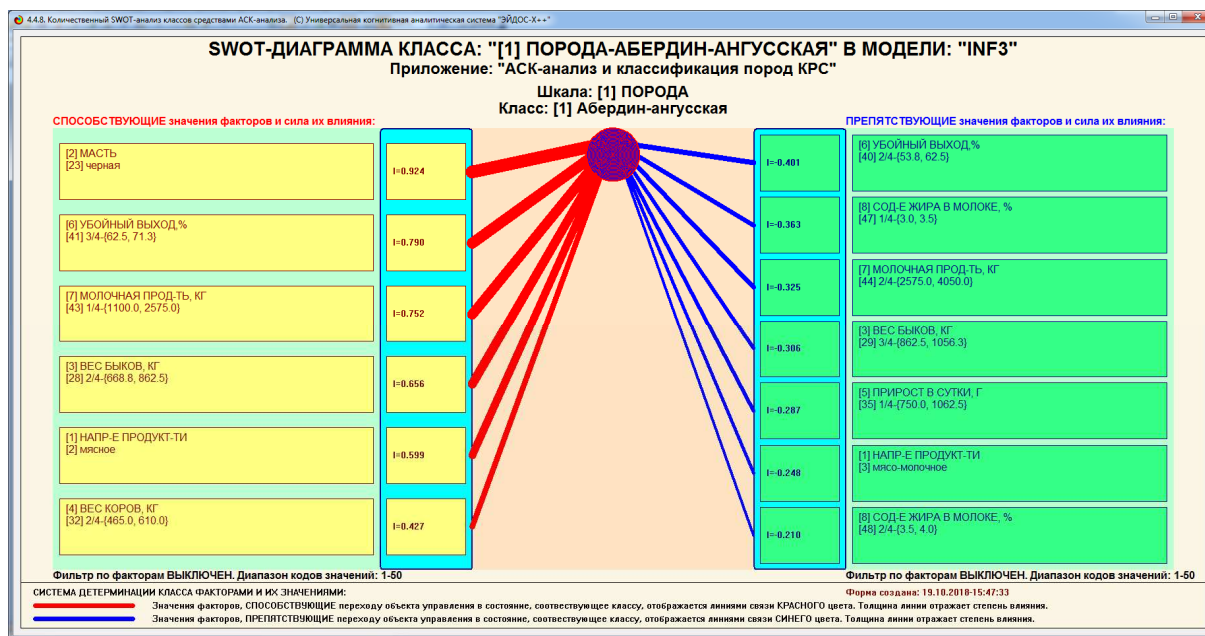 4.4.8. Количественный SWOT-анализ классов средствами АСК-анализа. (C) Универсальная когнитивная аналитическая система "ЭЙДОС-X++"
SWOT-ДИАГРАММА КЛАССА: "[1] ПОРОДА-АБЕРДИН-АНГУССКАЯ" В МОДЕЛИ: "INF3"
Приложение: "АСК-анализ и классификация пород КРС"
Шкала: [1] ПОРОДА
Класс: [1] Абердин-ангусская
СПОСОБСТВУЮЩИЕ значения факторов и сила их влияния:
[2] МАСТЬ
[23] черная
I=0.924
[6] УБОЙНЫЙ ВЫХОД,%
[41] 3/4-{62.5, 71.3}
I=0.790
[7] МОЛОЧНАЯ ПРОД-ТЬ, КГ
[43] 1/4-{1100.0, 2575.0}
I=0.752
[3] ВЕС БЫКОВ, КГ
[28] 2/4-{668.8, 862.5}
I=0.656
[1] НАПР-Е ПРОДУКТ-ТИ
[2] мясное
I=0.599
[4] ВЕС КОРОВ, КГ
[32] 2/4-{465.0, 610.0}
I=0.427
Фильтр по факторам ВЫКЛЮЧЕН. Диапазон кодов значений: 1-50
ПРЕПЯТСТВУЮЩИЕ значения факторов и сила их влияния:
I=-0.401
[6] УБОЙНЫЙ ВЫХОД,%
[40] 2/4-{53.8, 62.5}
I=-0.363
[8] СОД-Е ЖИРА В МОЛОКЕ, %
[47] 1/4-{3.0, 3.5}
I=-0.325
[7] МОЛОЧНАЯ ПРОД-ТЬ, КГ
[44] 2/4-{2575.0, 4050.0}
I=-0.306
[3] ВЕС БЫКОВ, КГ
[29] 3/4-{862.5, 1056.3}
I=-0.287
[5] ПРИРОСТ В СУТКИ, Г
[35] 1/4-{750.0, 1062.5}
I=-0.248
[1] НАПР-Е ПРОДУКТ-ТИ
[3] мясо-молочное
I=-0.210
[8] СОД-Е ЖИРА В МОЛОКЕ, %
[48] 2/4-{3.5, 4.0}
Фильтр по факторам ВЫКЛЮЧЕН. Диапазон кодов значений: 1-50
СИСТЕМА ДЕТЕРМИНАЦИИ КЛАССА ФАКТОРАМИ И ИХ ЗНАЧЕНИЯМИ:
Форма создана: 19.10.2018-15:47:33
Значения факторов, СПОСОБСТВУЮЩИЕ переходу объекта управления в состояние, соотвествующее классу, отображается линиями связи КРАСНОГО цвета. Толщина линии отражает степень влияния.
Значения факторов, ПРЕПЯТСТВУЮЩИЕ переходу объекта управления в состояние, соотвествующее классу, отображается линиями связи СИНЕГО цвета. Толщина линии отражает степень влияния.